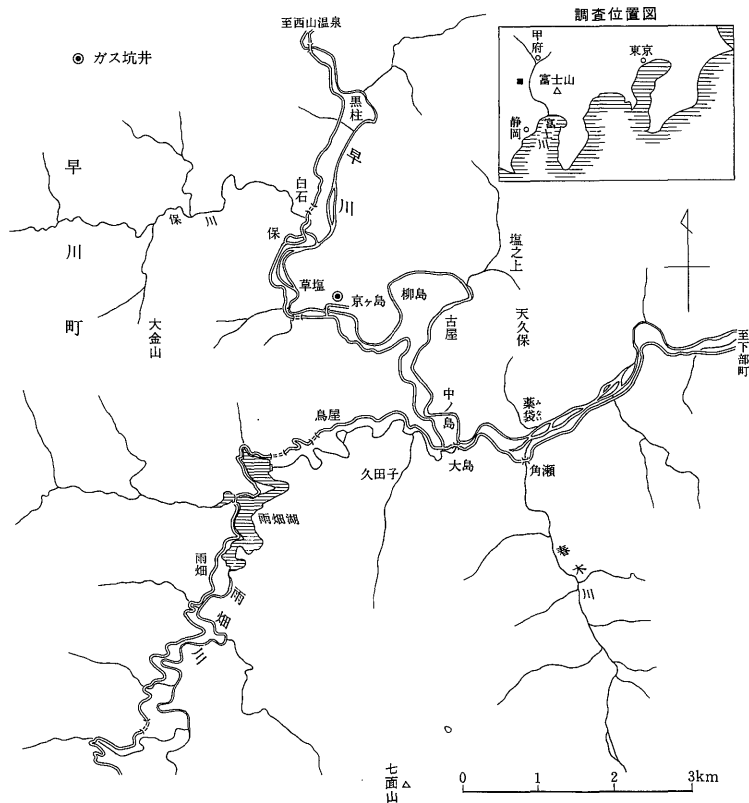 調査位置図
甲府
東京
富士山
静岡
富士川
至西山温泉
ガス坑井
黒桂
早川
白石
早川町
保川
保
塩之上
草塩
京ヶ島
柳島
古屋
天久保
大金山
至下部町
中ノ島
薬袋
みない
鳥屋
久田子
大島
角瀬
雨畑湖
雨畑
雨畑川
春木川
七面山
0 1 2 3km